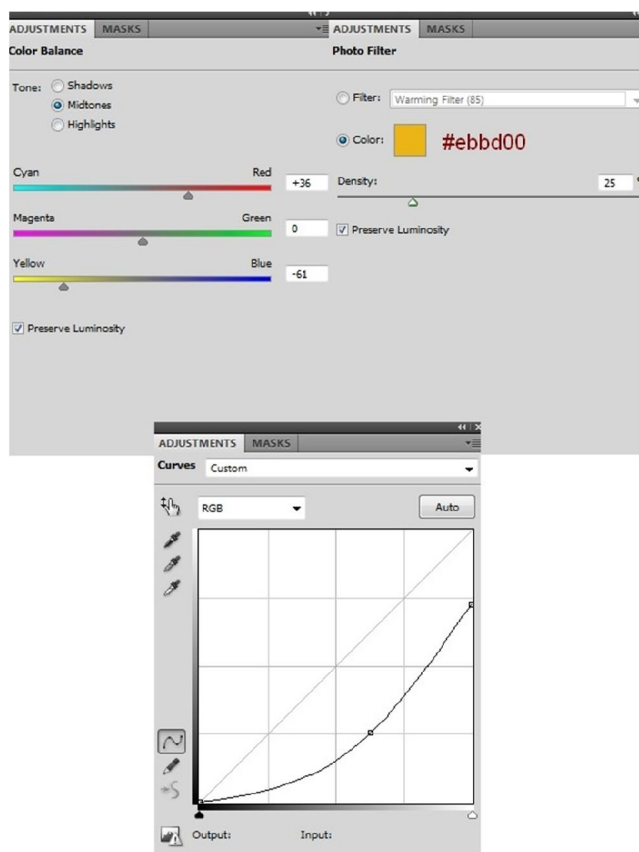 ADJUSTMENTS MASKS
Color Balance
Tone: Shadows
Midtones
Highlights
Cyan Red +36
Magenta Green 0
Yellow Blue -61
Preserve Luminosity
ADJUSTMENTS MASKS
Photo Filter
Filter: Warming Filter (85)
Color: #ebbd00
Density: 25
Preserve Luminosity
ADJUSTMENTS MASKS
Curves Custom
RGB Auto
Output: Input: